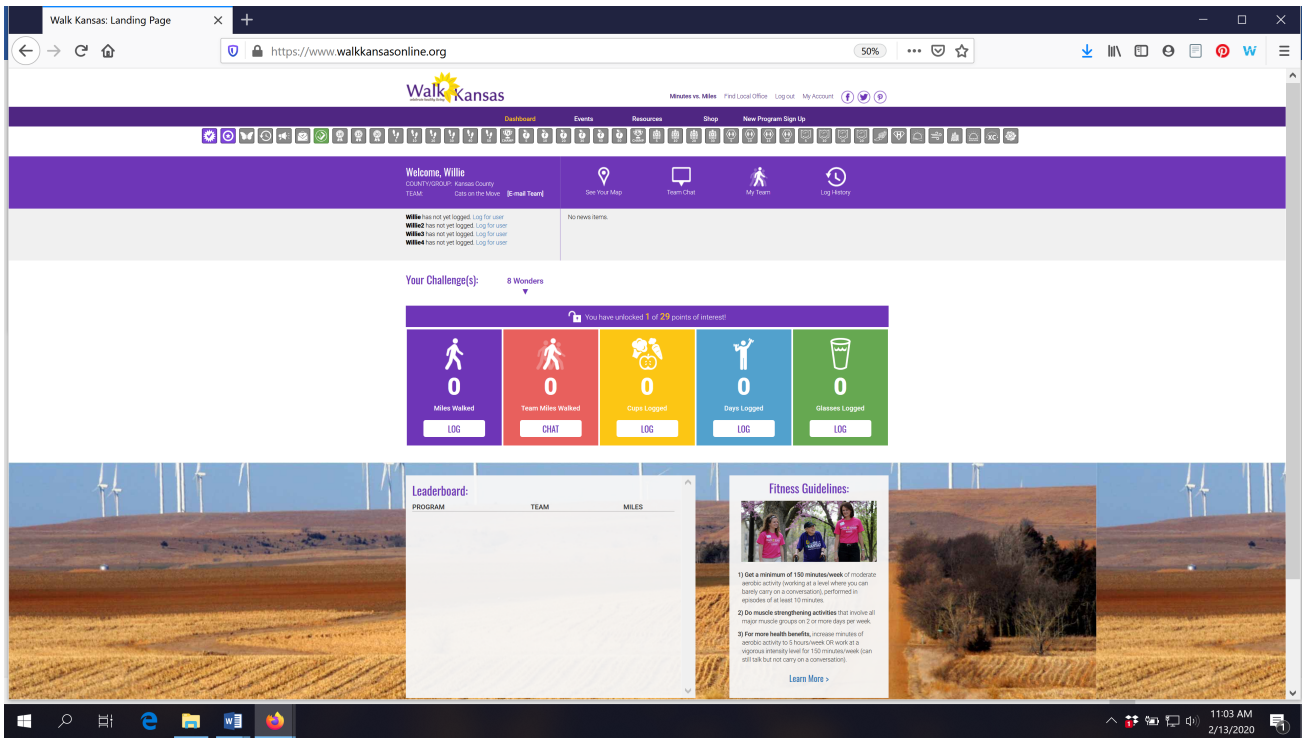 Walk Kansas: Landing Page
https://www.walkkansasonline.org
50%
Walk Kansas
Minutes vs. Miles Find Local Office Log out My Account
Dashboard Events Resources Shop New Program Sign Up
Welcome, Willie
COUNTY/GROUP: Kansas County
TEAM: Cats on the Move [E-mail Team]
See Your Map Team Chat My Team Log History
Willie has not yet logged. Log for user
Willie2 has not yet logged. Log for user
Willie3 has not yet logged. Log for user
Willie4 has not yet logged. Log for user
No news items.
Your Challenge(s): 8 Wonders
You have unlocked 1 of 29 points of interest!
0 0 0 0 0
Miles Walked Team Miles Walked Cups Logged Days Logged Glasses Logged
LOG CHAT LOG LOG LOG
Leaderboard:
PROGRAM TEAM MILES
Fitness Guidelines:
1) Get a minimum of 150 minutes/week of moderate
aerobic activity (working at a level where you can
barely carry on a conversation), performed in
episodes of at least 10 minutes.
2) Do muscle strengthening activities that involve all
major muscle groups on 2 or more days per week.
3) For more health benefits, increase minutes of
aerobic activity to 5 hours/week OR work at a
vigorous intensity level for 150 minutes/week (can
still talk but not carry on a conversation).
Learn More >
11:03 AM
2/13/2020